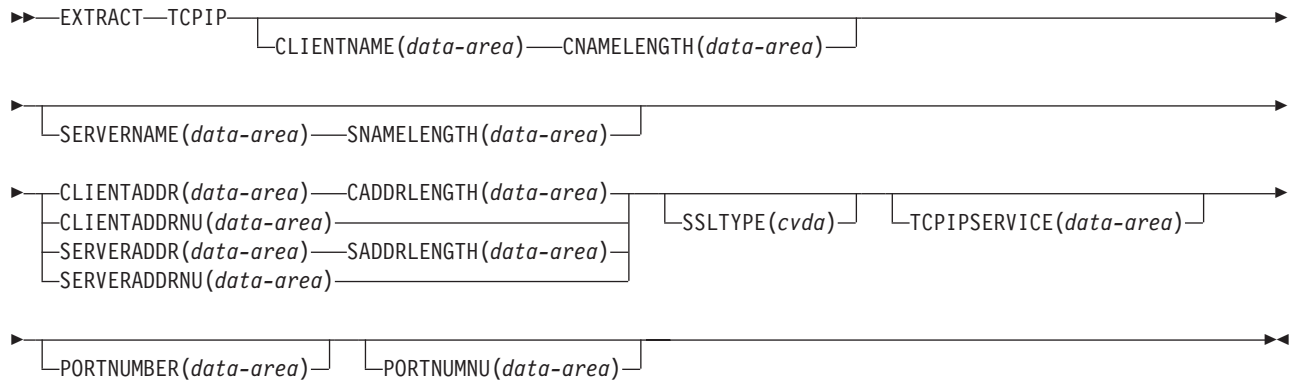 EXTRACT TCPIP
CLIENTNAME(data-area) CNAMELENGTH(data-area)
SERVERNAME(data-area) SNAMELENGTH(data-area)
CLIENTADDR(data-area) CADDRLENGTH(data-area)
CLIENTADDRNU(data-area)
SERVERADDR(data-area) SADDRLENGTH(data-area)
SERVERADDRNU(data-area)
SSLTYPE(cvda)
TCPIPSERVICE(data-area)
PORTNUMBER(data-area) PORTNUMNU(data-area)